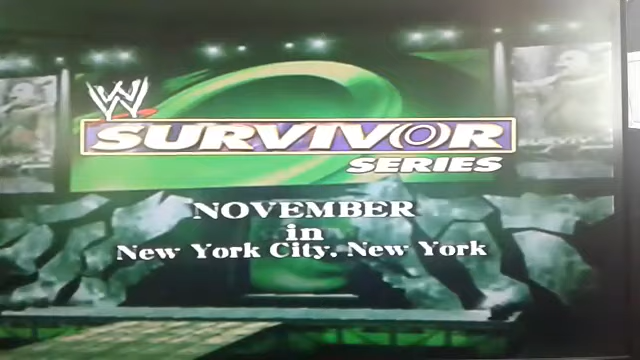 W
SURVIVOR
SERIES
NOVEMBER
in
New York City, New York